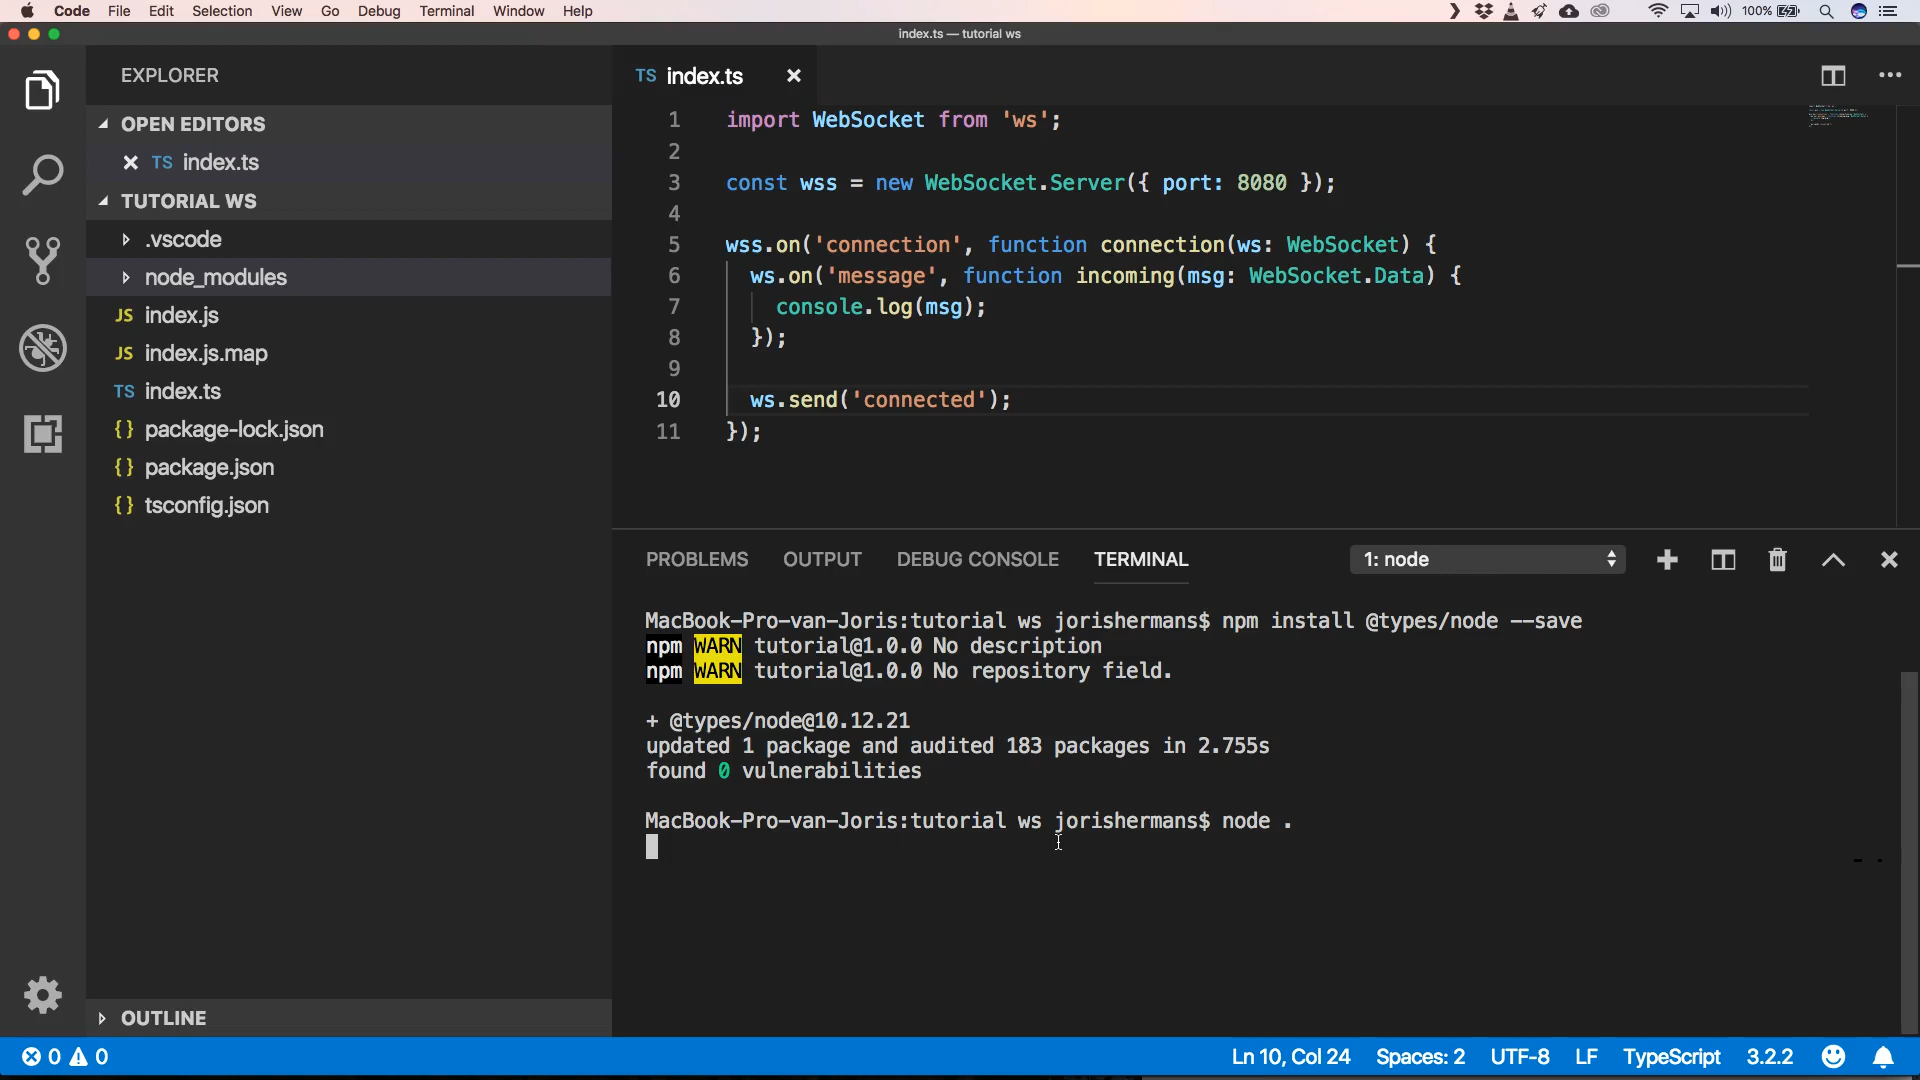 Code File Edit Selection View Go Debug Terminal Window Help 100%
index.ts — tutorial ws
EXPLORER
OPEN EDITORS
TS index.ts
TUTORIAL WS
.vscode
node_modules
JS index.js
JS index.js.map
TS index.ts
{} package-lock.json
{} package.json
{} tsconfig.json
OUTLINE
TS index.ts
1 import WebSocket from 'ws';
2
3 const wss = new WebSocket.Server({ port: 8080 });
4
5 wss.on('connection', function connection(ws: WebSocket) {
6 ws.on('message', function incoming(msg: WebSocket.Data) {
7 console.log(msg);
8 });
9
10 ws.send('connected');
11 });
PROBLEMS OUTPUT DEBUG CONSOLE TERMINAL 1: node
MacBook-Pro-van-Joris:tutorial ws jorishermans$ npm install @types/node --save
npm WARN tutorial@1.0.0 No description
npm WARN tutorial@1.0.0 No repository field.
+ @types/node@10.12.21
updated 1 package and audited 183 packages in 2.755s
found 0 vulnerabilities
MacBook-Pro-van-Joris:tutorial ws jorishermans$ node .
0 0 Ln 10, Col 24 Spaces: 2 UTF-8 LF TypeScript 3.2.2